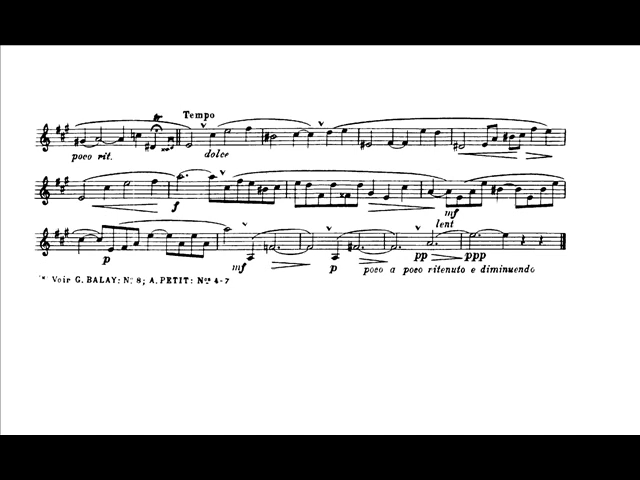 Tempo
poco rit.
dolce
f
mf
lent
p
mf
p
poco a poco ritenuto e diminuendo
pp
ppp
Voir G. BALAY: Nº 8; A. PETIT: Nos 4-7